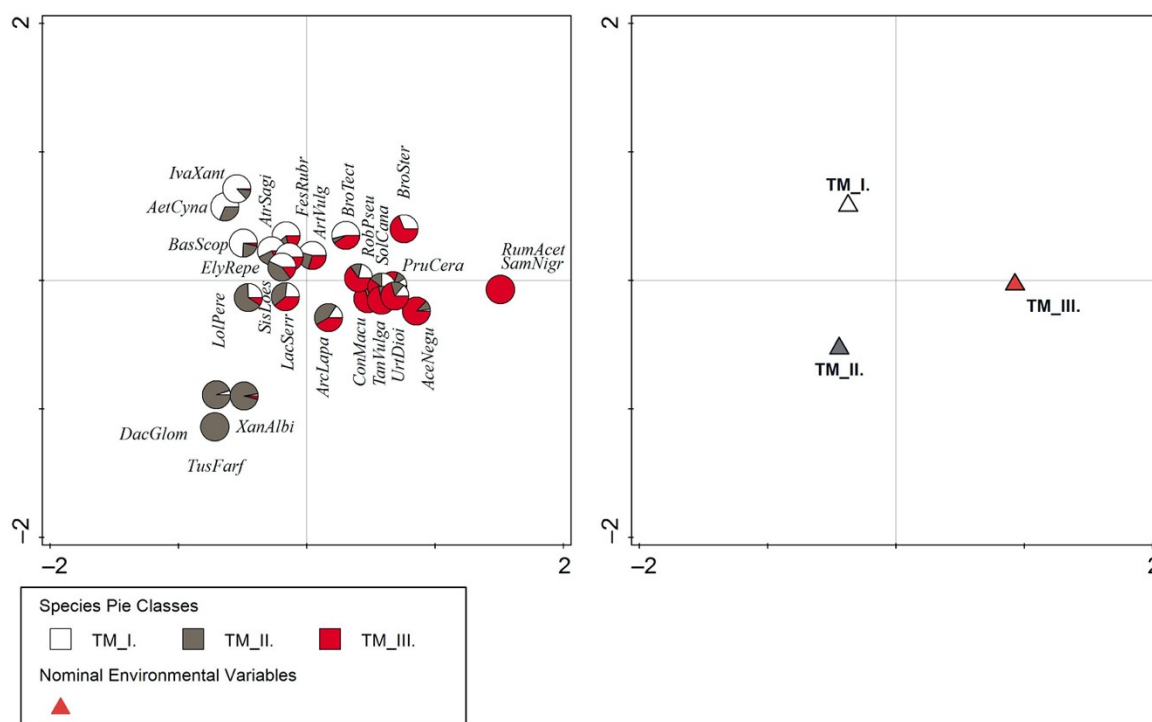 2
2
IvaXant
AetCyna
AtrSagi
FesRubr
ArtVulg
BroTect
RobPseu
SolCana
BroSter
TM_I.
BasScop
ElyRepe
PruCera
RumAcet
SamNigr
TM_III.
LolPere
SisLoes
LacSerr
ArcLapa
ConMacu
TanVulga
UrtDioi
AceNegu
TM_II.
DacGlom
XanAlbi
TusFarf
−2
−2
−2
2
−2
2
Species Pie Classes
TM_I. TM_II. TM_III.
Nominal Environmental Variables